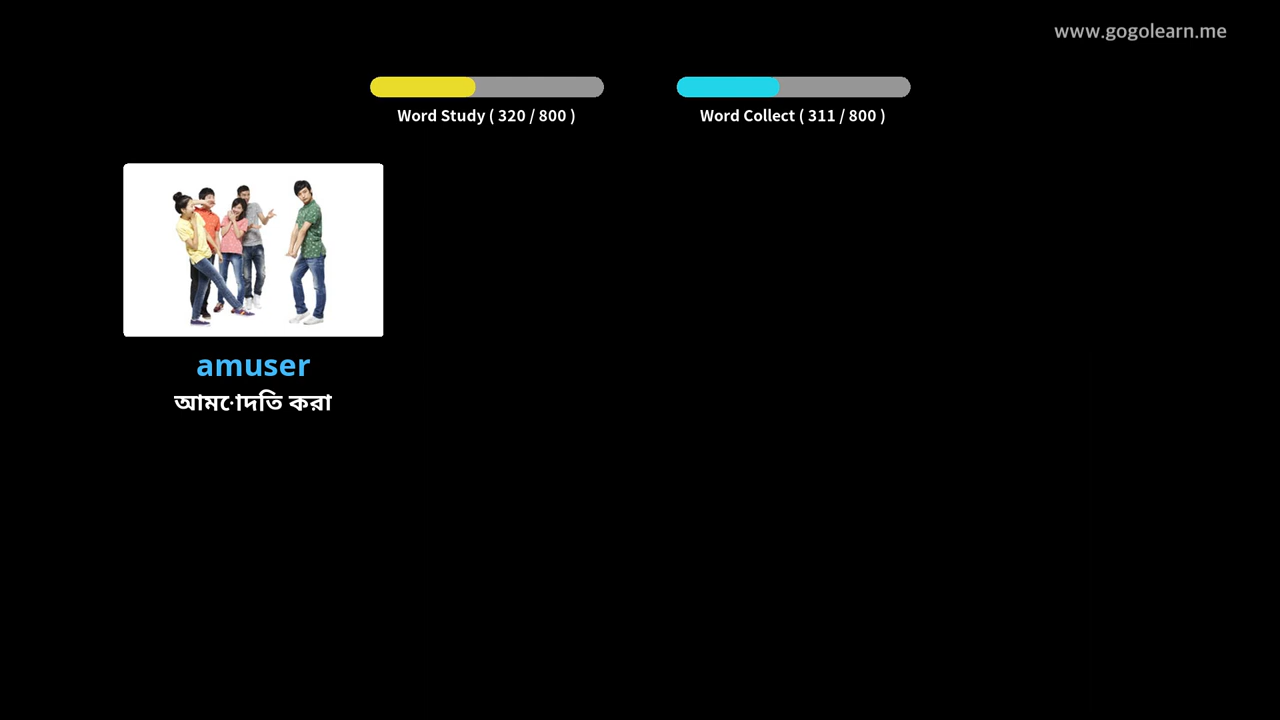 www.gogolearn.me
Word Study ( 320 / 800 )
Word Collect ( 311 / 800 )
amuser
আমোদিত করা